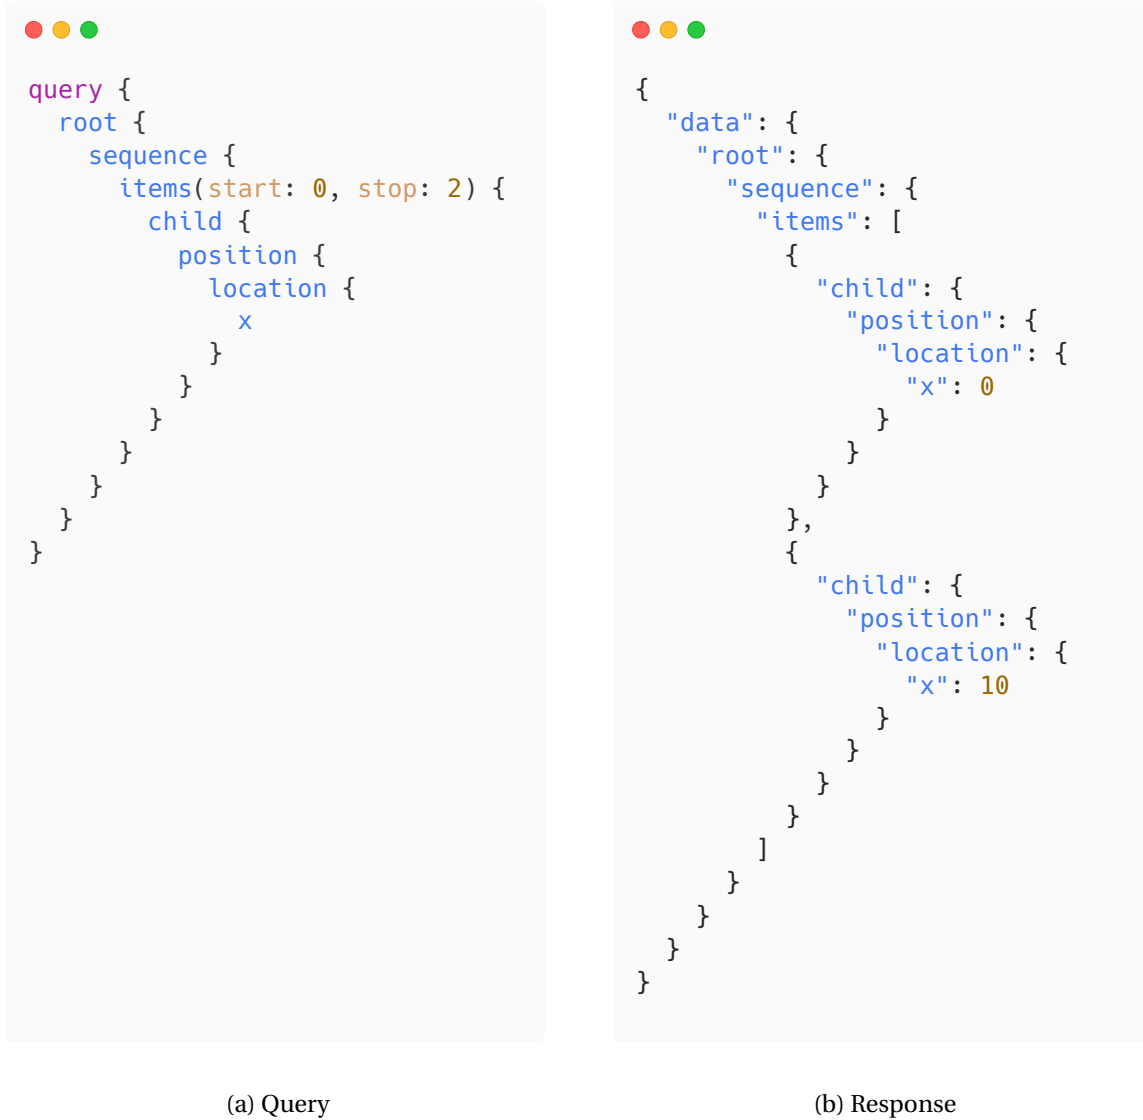 query {
  root {
    sequence {
      items(start: 0, stop: 2) {
        child {
          position {
            location {
              x
            }
          }
        }
      }
    }
  }
}
(a) Query
{
  "data": {
    "root": {
      "sequence": {
        "items": [
          {
            "child": {
              "position": {
                "location": {
                  "x": 0
                }
              }
            }
          },
          {
            "child": {
              "position": {
                "location": {
                  "x": 10
                }
              }
            }
          }
        ]
      }
    }
  }
}
(b) Response